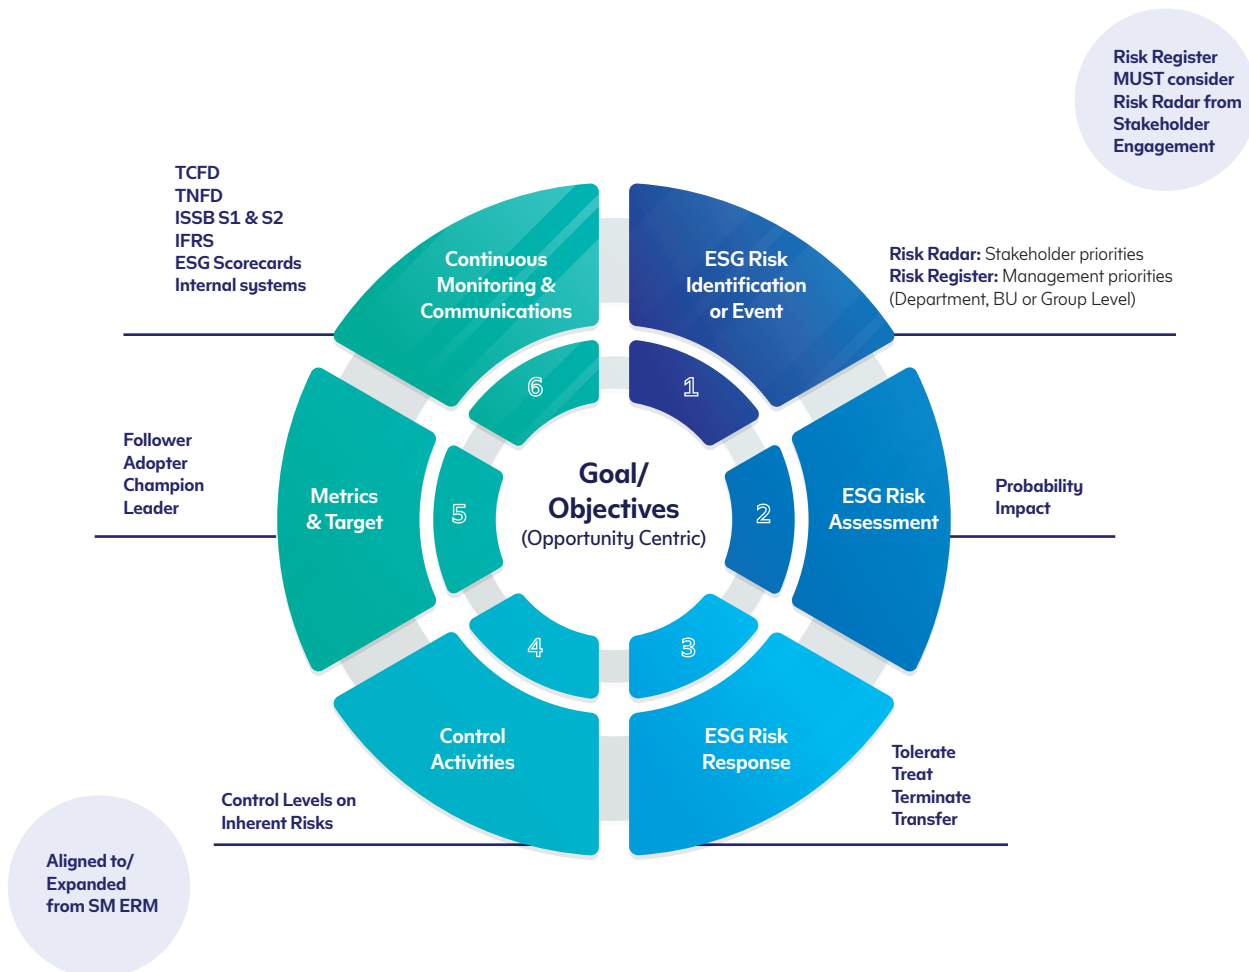 Risk Register
MUST consider
Risk Radar from
Stakeholder
Engagement
TCFD
TNFD
ISSB S1 & S2
IFRS
ESG Scorecards
Internal systems
Continuous
Monitoring &
Communications
ESG Risk
Identification
or Event
Risk Radar: Stakeholder priorities
Risk Register: Management priorities
(Department, BU or Group Level)
6
1
Follower
Adopter
Champion
Leader
Metrics
& Target
5
Goal/
Objectives
(Opportunity Centric)
2
ESG Risk
Assessment
Probability
Impact
4
3
Control
Activities
ESG Risk
Response
Tolerate
Treat
Terminate
Transfer
Control Levels on
Inherent Risks
Aligned to/
Expanded
from SM ERM